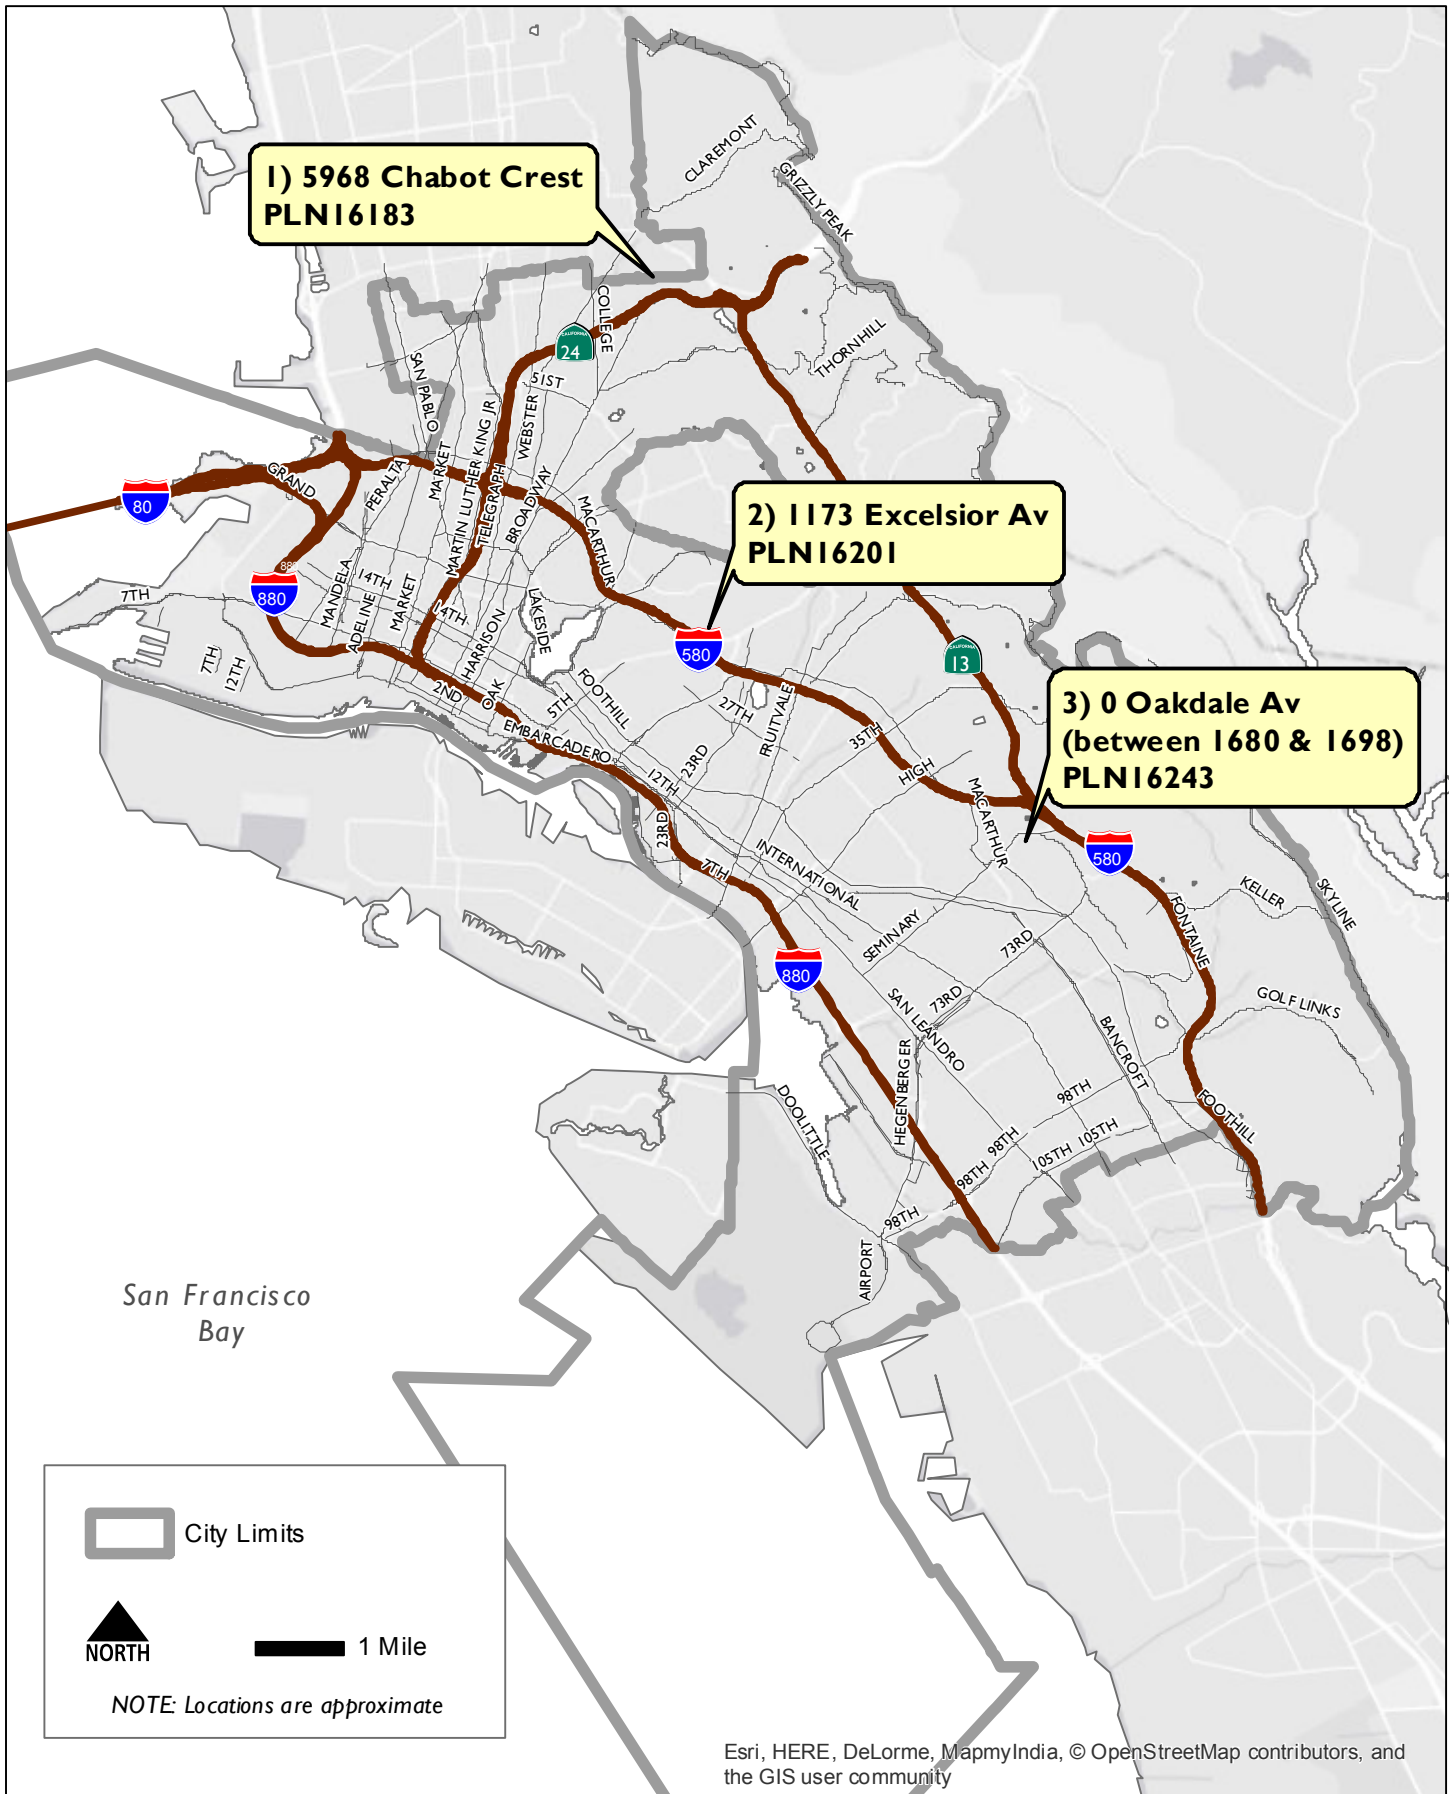 CLAREMONT
GRIZZLY PEAK
1) 5968 Chabot Crest
PLN16183
COLLEGE
CALIFORNIA
24
THORNHILL
SAN PABLO
51ST
WEBSTER
MARTIN LUTHER KING JR
MARKET
TELEGRAPH
BROADWAY
PERALTA
GRAND
80
MACARTHUR
2) 1173 Excelsior Av
PLN16201
880
880
7TH
MANDELA
14TH
ADELINE
MARKET
14TH
HARRISON
LAKESIDE
580
CALIFORNIA
13
7TH
12TH
2ND
OAK
5TH
FOOTHILL
EMBARCADERO
27TH
FRUITVALE
35TH
HIGH
23RD
12TH
23RD
7TH
3) 0 Oakdale Av
(between 1680 & 1698)
PLN16243
MACARTHUR
580
INTERNATIONAL
SEMINARY
73RD
73RD
KELLER
SKYLINE
FONTAINE
GOLF LINKS
880
SAN LEANDRO
BANCROFT
HEGENBERGER
DOOLITTLE
98TH
FOOTHILL
98TH
98TH
105TH
105TH
98TH
AIRPORT
San Francisco
Bay
City Limits
NORTH
1 Mile
NOTE: Locations are approximate
Esri, HERE, DeLorme, MapmyIndia, © OpenStreetMap contributors, and
the GIS user community